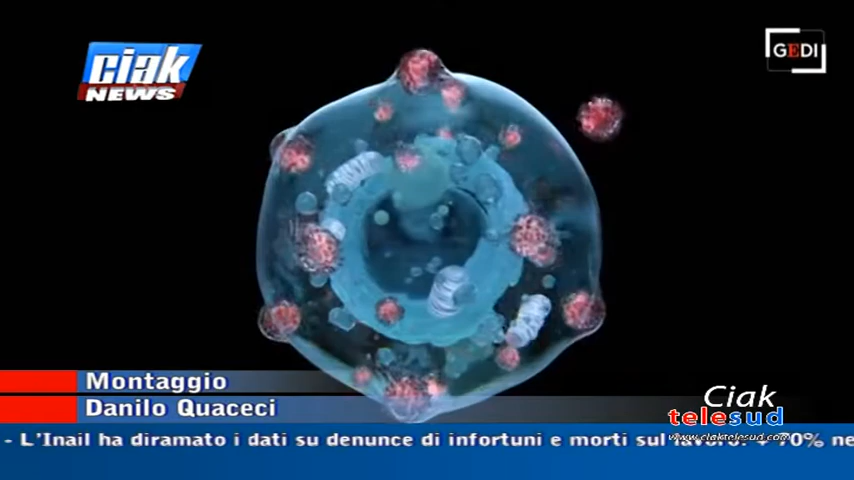 ciak
NEWS
GEDI
Montaggio
Danilo Quaceci
Ciak
telesud
www.ciaktelesud.com
- L'Inail ha diramato i dati su denunce di infortuni e morti sul lavoro: + 70% ne